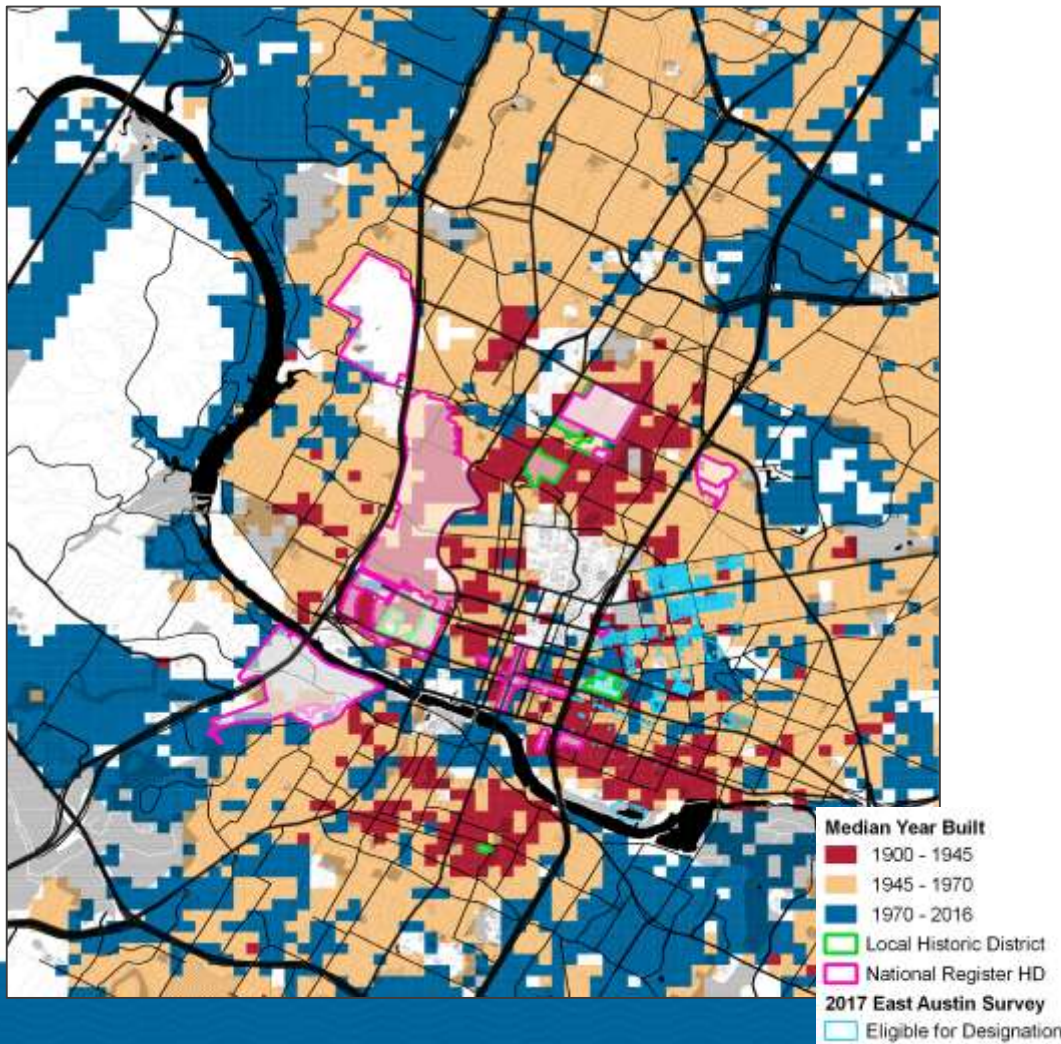 Median Year Built
1900 - 1945
1945 - 1970
1970 - 2016
Local Historic District
National Register HD
2017 East Austin Survey
Eligible for Designation